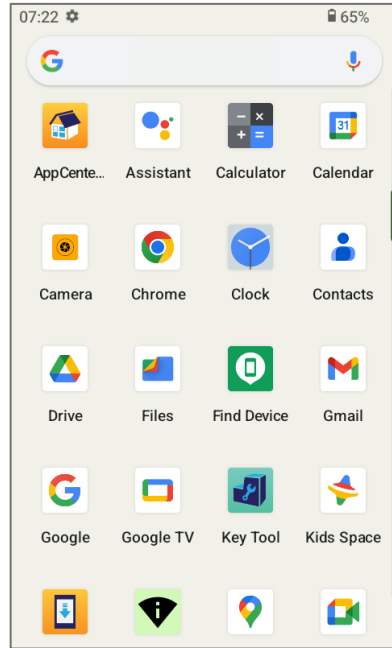 07:22 65%
AppCente... Assistant Calculator Calendar
31
Camera Chrome Clock Contacts
Drive Files Find Device Gmail
Google Google TV Key Tool Kids Space